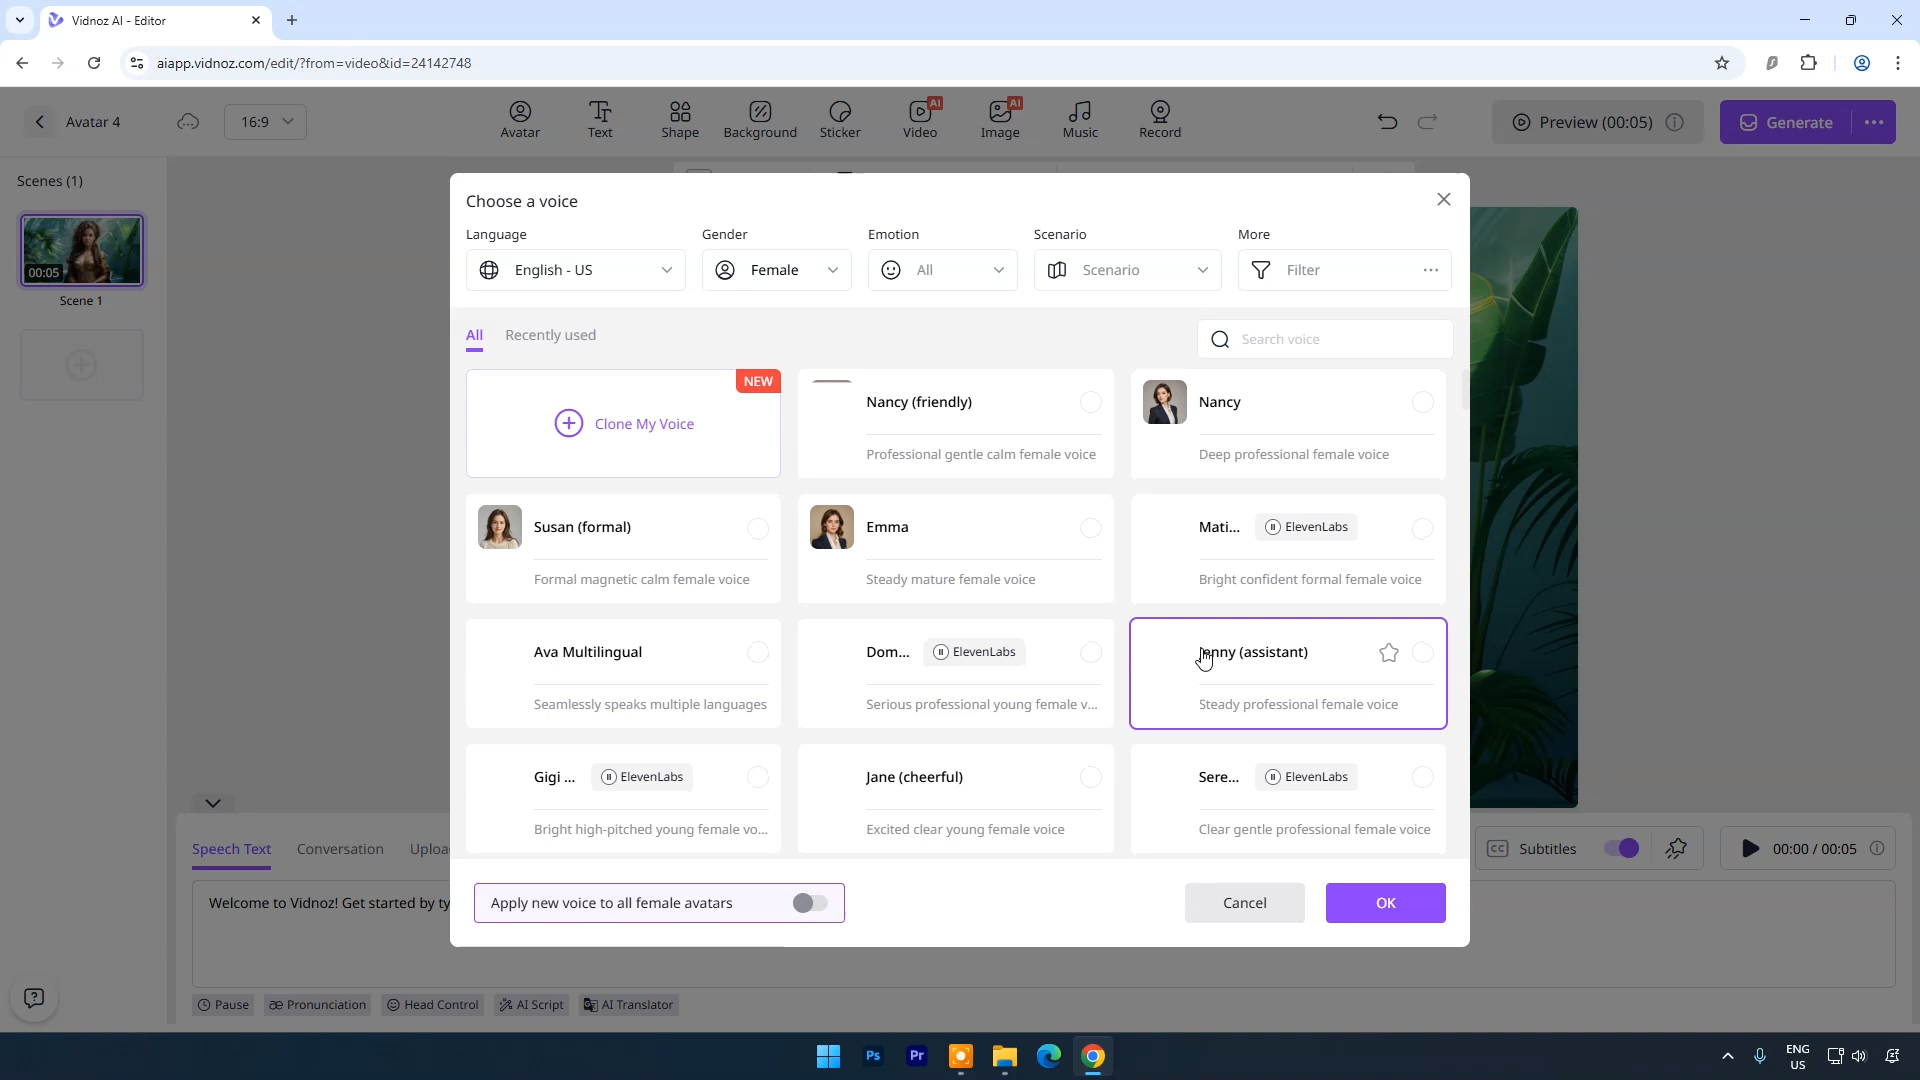 Vidnoz AI - Editor
aiapp.vidnoz.com/edit/?from=video&id=24142748
Avatar 4
16:9
Avatar
Text
Shape
Background
Sticker
AI
Video
AI
Image
Music
Record
Preview (00:05)
Generate
Scenes (1)
00:05
Scene 1
Choose a voice
Language
Gender
Emotion
Scenario
More
English - US
Female
All
Scenario
Filter
All
Recently used
Search voice
NEW
Clone My Voice
Nancy (friendly)
Professional gentle calm female voice
Nancy
Deep professional female voice
Susan (formal)
Formal magnetic calm female voice
Emma
Steady mature female voice
Mati... ElevenLabs
Bright confident formal female voice
Ava Multilingual
Seamlessly speaks multiple languages
Dom... ElevenLabs
Serious professional young female v...
Jenny (assistant)
Steady professional female voice
Gigi ... ElevenLabs
Bright high-pitched young female vo...
Jane (cheerful)
Excited clear young female voice
Sere... ElevenLabs
Clear gentle professional female voice
Apply new voice to all female avatars
Cancel
OK
Speech Text
Conversation
Uploa
CC Subtitles
00:00 / 00:05
Welcome to Vidnoz! Get started by ty
Pause
æ Pronunciation
Head Control
AI Script
AI Translator
Ps
Pr
ENG
US